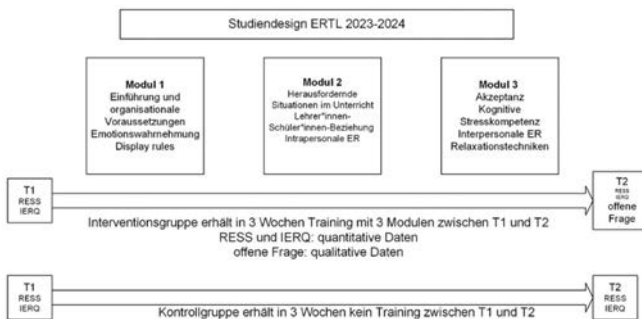 Studiendesign ERTL 2023-2024
Modul 1
Einführung und
organisationale
Voraussetzungen
Emotionswahrnehmung
Display rules
Modul 2
Herausfordernde
Situationen im Unterricht
Lehrer*innen-
Schüler*innen-Beziehung
Intrapersonale ER
Modul 3
Akzeptanz
Kognitive
Stresskompetenz
Interpersonale ER
Relaxationstechniken
T1
RESS
IERQ
T2
RESS
IERQ
offene
Frage
Interventionsgruppe erhält in 3 Wochen Training mit 3 Modulen zwischen T1 und T2
RESS und IERQ: quantitative Daten
offene Frage: qualitative Daten
T1
RESS
IERQ
T2
RESS
IERQ
Kontrollgruppe erhält in 3 Wochen kein Training zwischen T1 und T2